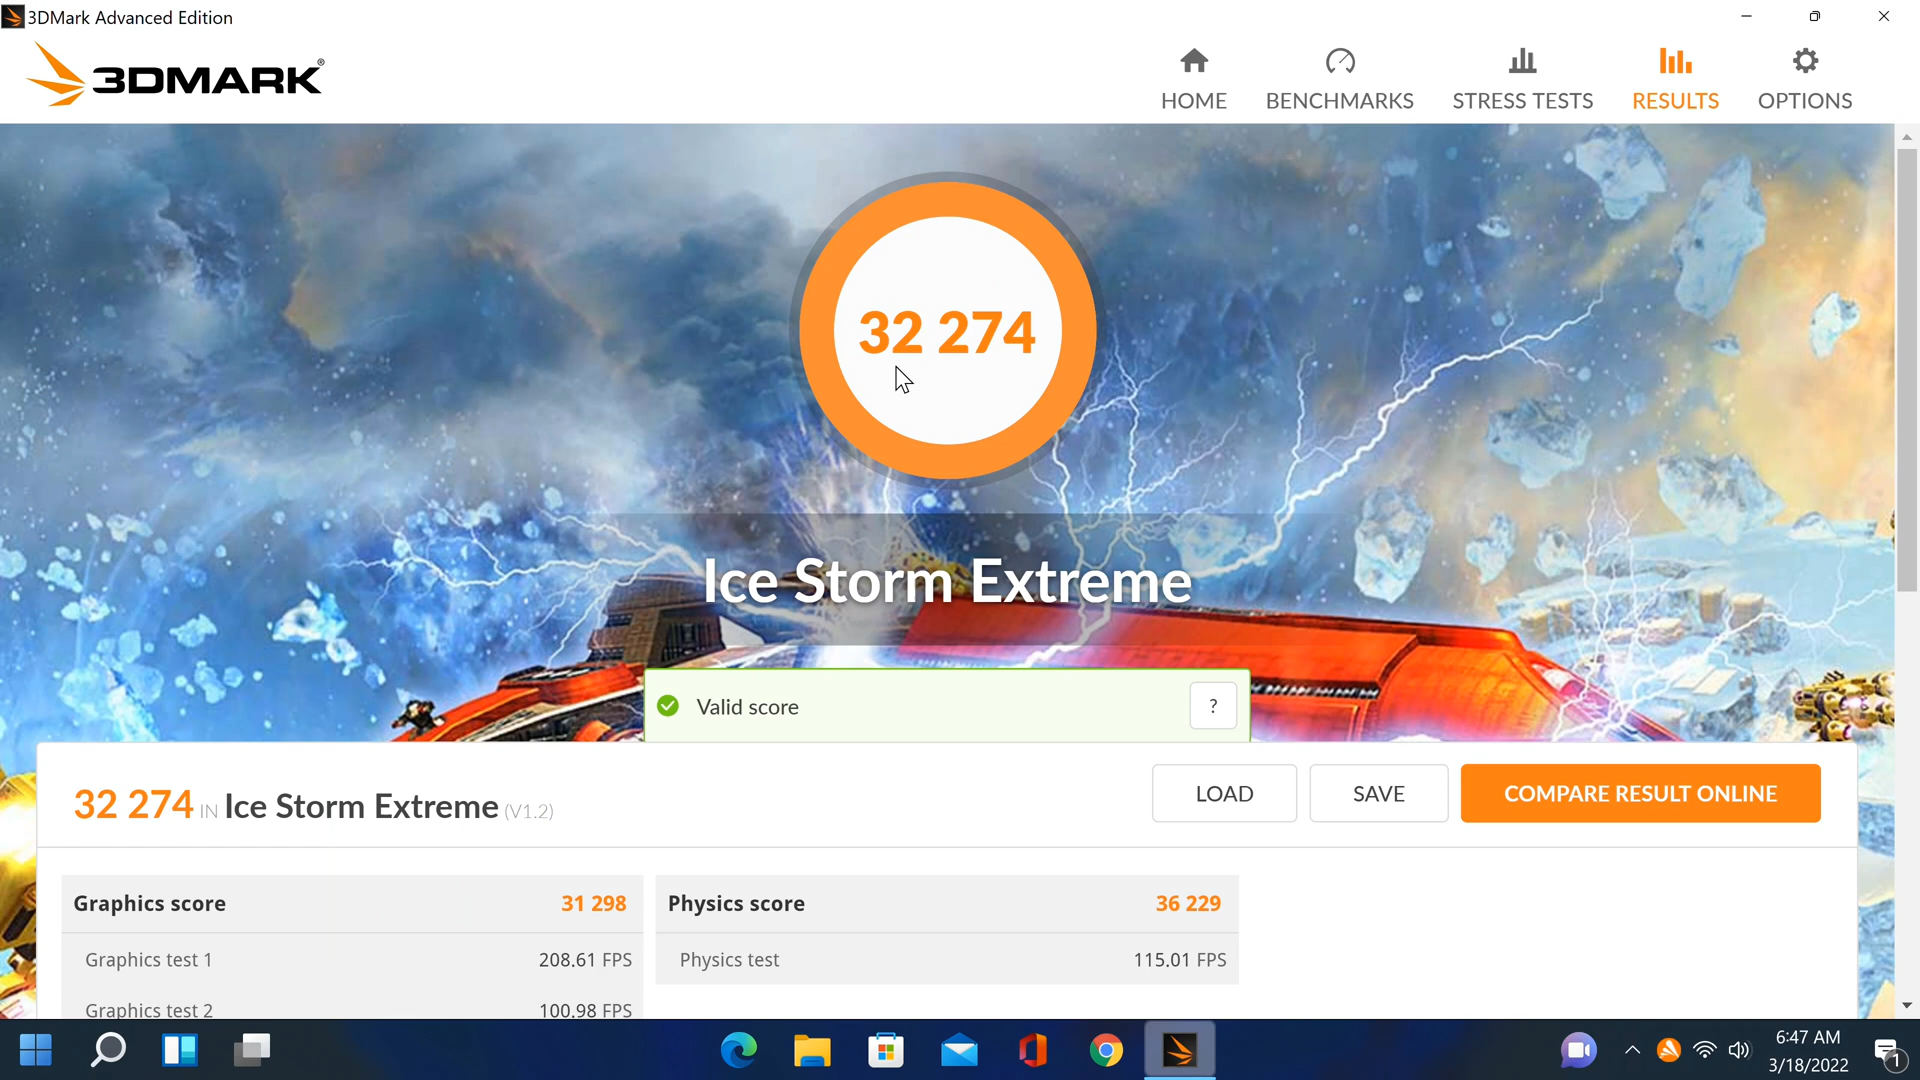 3DMark Advanced Edition
3DMARK®
HOME
BENCHMARKS
STRESS TESTS
RESULTS
OPTIONS
32 274
Ice Storm Extreme
Valid score
?
32 274 IN Ice Storm Extreme (V1.2)
LOAD
SAVE
COMPARE RESULT ONLINE
Graphics score 31 298
Graphics test 1 208.61 FPS
Graphics test 2 100.98 FPS
Physics score 36 229
Physics test 115.01 FPS
6:47 AM
3/18/2022
1